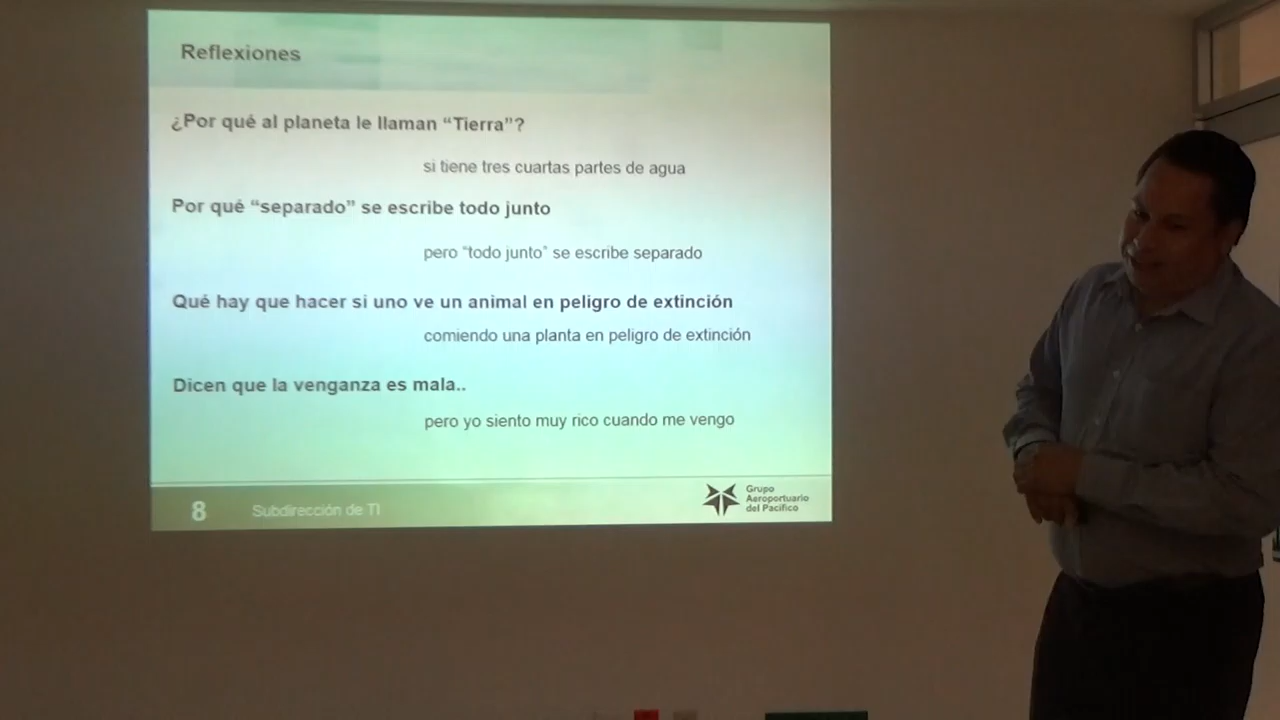 Reflexiones
¿Por qué al planeta le llaman “Tierra”?
si tiene tres cuartas partes de agua
Por qué “separado” se escribe todo junto
pero “todo junto” se escribe separado
Qué hay que hacer si uno ve un animal en peligro de extinción
comiendo una planta en peligro de extinción
Dicen que la venganza es mala..
pero yo siento muy rico cuando me vengo
8 Subdirección de TI
Grupo
Aeroportuario
del Pacífico